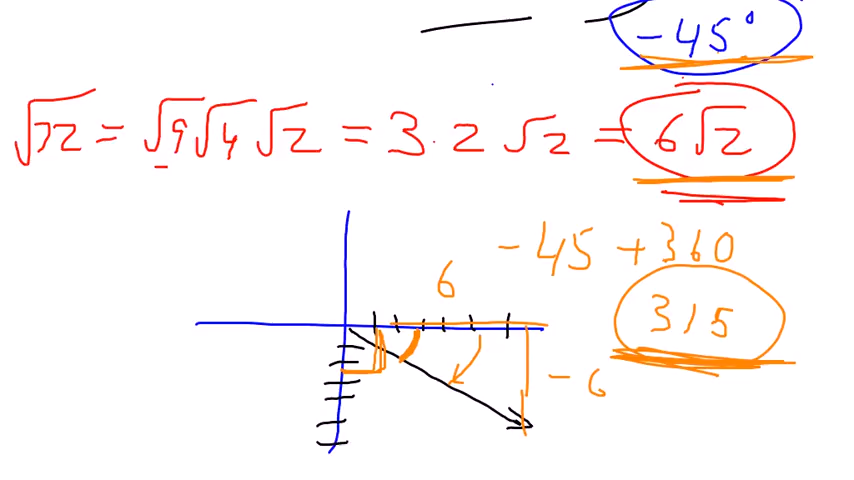 -45°
√72 = √9√4√2 = 3·2√2 = 6√2
-45 + 360
6
315
-6